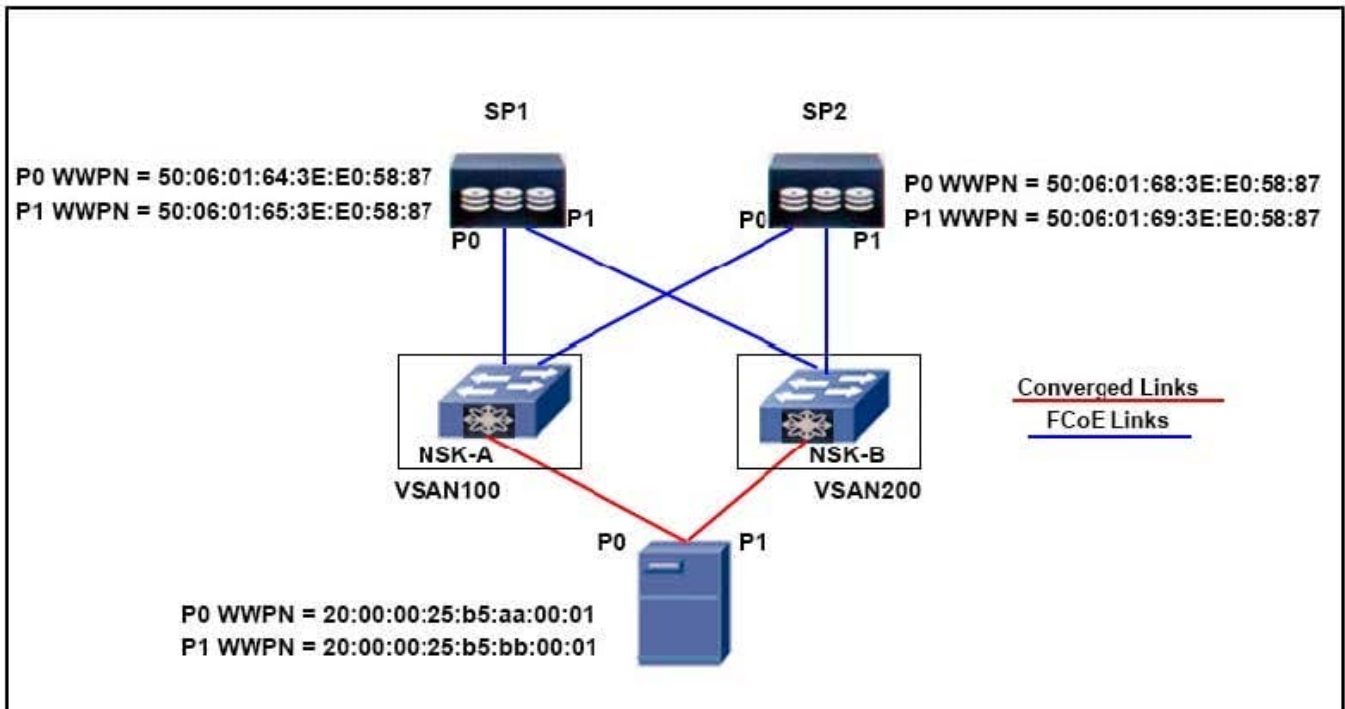 SP1
SP2
P0 WWPN = 50:06:01:64:3E:E0:58:87
P1 WWPN = 50:06:01:65:3E:E0:58:87
P0 WWPN = 50:06:01:68:3E:E0:58:87
P1 WWPN = 50:06:01:69:3E:E0:58:87
P0
P1
P0
P1
Converged Links
FCoE Links
NSK-A
NSK-B
VSAN100
VSAN200
P0
P1
P0 WWPN = 20:00:00:25:b5:aa:00:01
P1 WWPN = 20:00:00:25:b5:bb:00:01